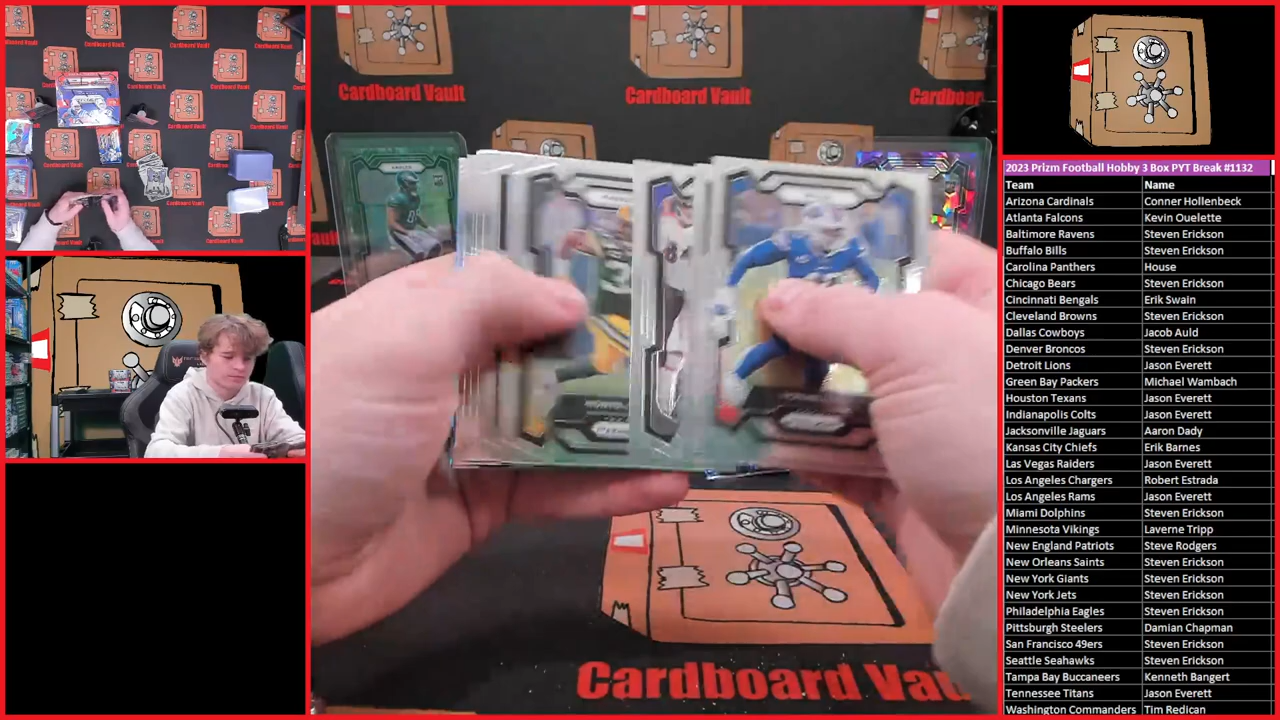 Cardboard Vault
Cardboard Vault
Cardboar
EAGLES
Cardboard Vau
2023 Prizm Football Hobby 3 Box PYT Break #1132
Team Name
Arizona Cardinals Conner Hollenbeck
Atlanta Falcons Kevin Ouelette
Baltimore Ravens Steven Erickson
Buffalo Bills Steven Erickson
Carolina Panthers House
Chicago Bears Steven Erickson
Cincinnati Bengals Erik Swain
Cleveland Browns Steven Erickson
Dallas Cowboys Jacob Auld
Denver Broncos Steven Erickson
Detroit Lions Jason Everett
Green Bay Packers Michael Wambach
Houston Texans Jason Everett
Indianapolis Colts Jason Everett
Jacksonville Jaguars Aaron Dady
Kansas City Chiefs Erik Barnes
Las Vegas Raiders Jason Everett
Los Angeles Chargers Robert Estrada
Los Angeles Rams Jason Everett
Miami Dolphins Steven Erickson
Minnesota Vikings Laverne Tripp
New England Patriots Steve Rodgers
New Orleans Saints Steven Erickson
New York Giants Steven Erickson
New York Jets Steven Erickson
Philadelphia Eagles Steven Erickson
Pittsburgh Steelers Damian Chapman
San Francisco 49ers Steven Erickson
Seattle Seahawks Steven Erickson
Tampa Bay Buccaneers Kenneth Bangert
Tennessee Titans Jason Everett
Washington Commanders Tim Redican